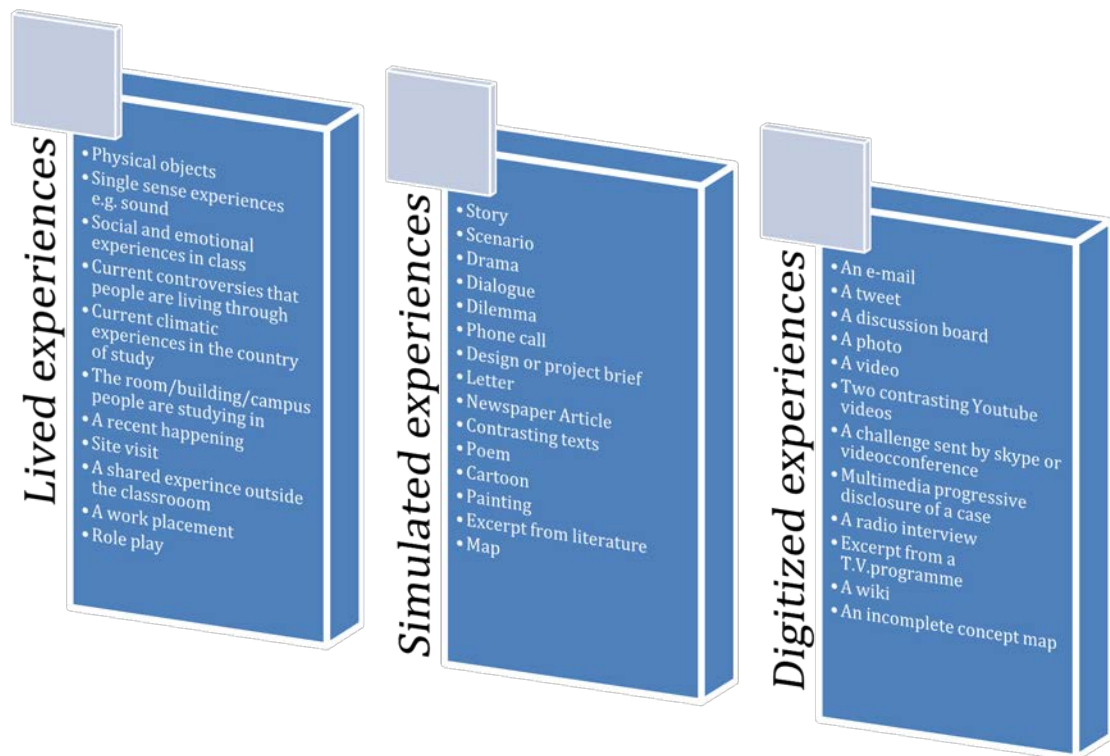 Lived experiences
• Physical objects
• Single sense experiences
e.g. sound
• Social and emotional
experiences in class
• Current controversies that
people are living through
• Current climatic
experiences in the country
of study
• The room/building/campus
people are studying in
• A recent happening
• Site visit
• A shared experince outside
the classrooom
• A work placement
• Role play
Simulated experiences
• Story
• Scenario
• Drama
• Dialogue
• Dilemma
• Phone call
• Design or project brief
• Letter
• Newspaper Article
• Contrasting texts
• Poem
• Cartoon
• Painting
• Excerpt from literature
• Map
Digitized experiences
• An e-mail
• A tweet
• A discussion board
• A photo
• A video
• Two contrasting Youtube
videos
• A challenge sent by skype or
videocconference
• Multimedia progressive
disclosure of a case
• A radio interview
• Excerpt from a
T.V.programme
• A wiki
• An incomplete concept map